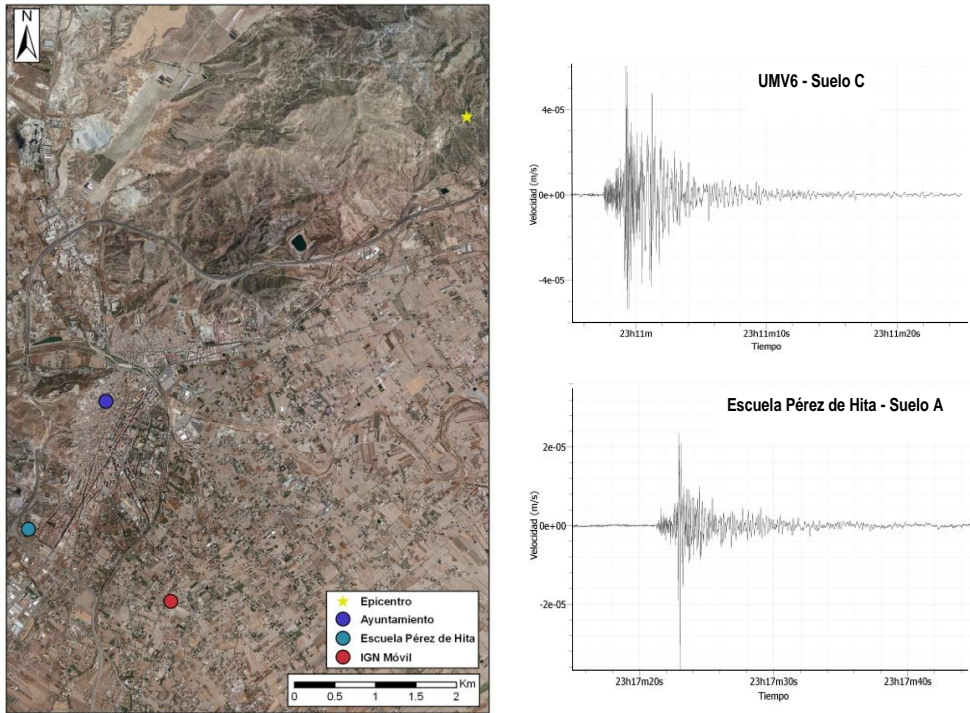 N
Epicentro
Ayuntamiento
Escuela Pérez de Hita
IGN Móvil
Km
0 0.5 1 1.5 2
UMV6 - Suelo C
Velocidad (m/s)
4e-05
0e+00
-4e-05
23h11m 23h11m10s 23h11m20s
Tiempo
Escuela Pérez de Hita - Suelo A
Velocidad (m/s)
2e-05
0e+00
-2e-05
23h17m20s 23h17m30s 23h17m40s
Tiempo